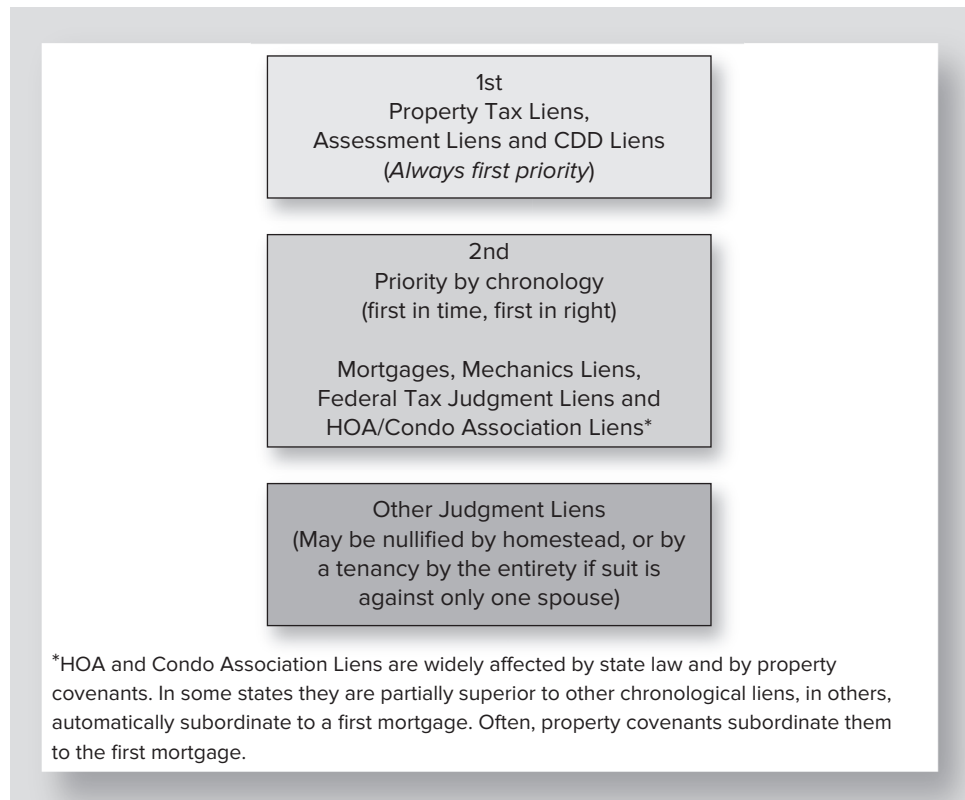 1st
Property Tax Liens,
Assessment Liens and CDD Liens
(Always first priority)
2nd
Priority by chronology
(first in time, first in right)
Mortgages, Mechanics Liens,
Federal Tax Judgment Liens and
HOA/Condo Association Liens*
Other Judgment Liens
(May be nullified by homestead, or by
a tenancy by the entirety if suit is
against only one spouse)
*HOA and Condo Association Liens are widely affected by state law and by property
covenants. In some states they are partially superior to other chronological liens, in others,
automatically subordinate to a first mortgage. Often, property covenants subordinate them
to the first mortgage.